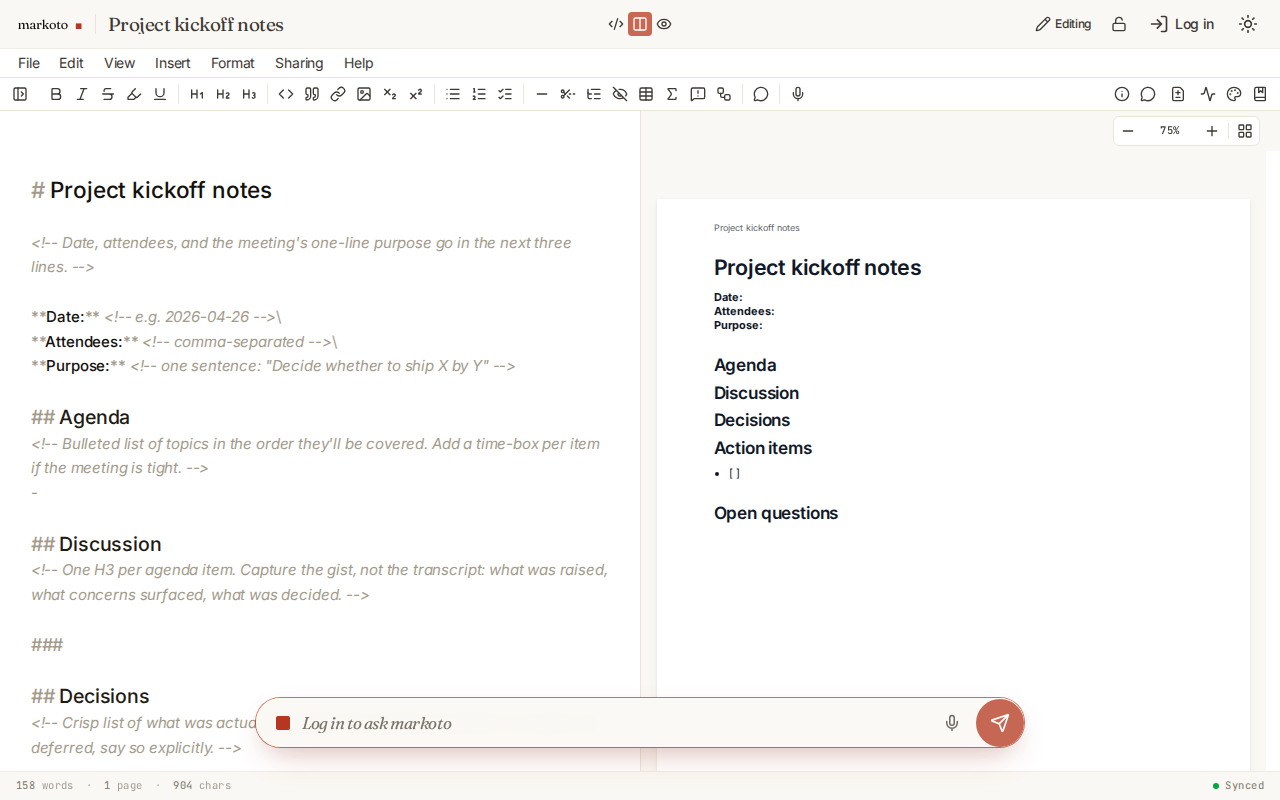 markoto
Project kickoff notes
Editing
Log in
File Edit View Insert Format Sharing Help
B I S U H1 H2 H3 X2 X2
75%
# Project kickoff notes
<!-- Date, attendees, and the meeting's one-line purpose go in the next three
lines. -->
**Date:** <!-- e.g. 2026-04-26 -->\
**Attendees:** <!-- comma-separated -->\
**Purpose:** <!-- one sentence: "Decide whether to ship X by Y" -->
## Agenda
<!-- Bulleted list of topics in the order they'll be covered. Add a time-box per item
if the meeting is tight. -->
-
## Discussion
<!-- One H3 per agenda item. Capture the gist, not the transcript: what was raised,
what concerns surfaced, what was decided. -->
###
## Decisions
<!-- Crisp list of what was actua
deferred, say so explicitly. -->
Project kickoff notes
Project kickoff notes
Date:
Attendees:
Purpose:
Agenda
Discussion
Decisions
Action items
• [ ]
Open questions
Log in to ask markoto
158 words · 1 page · 904 chars
Synced